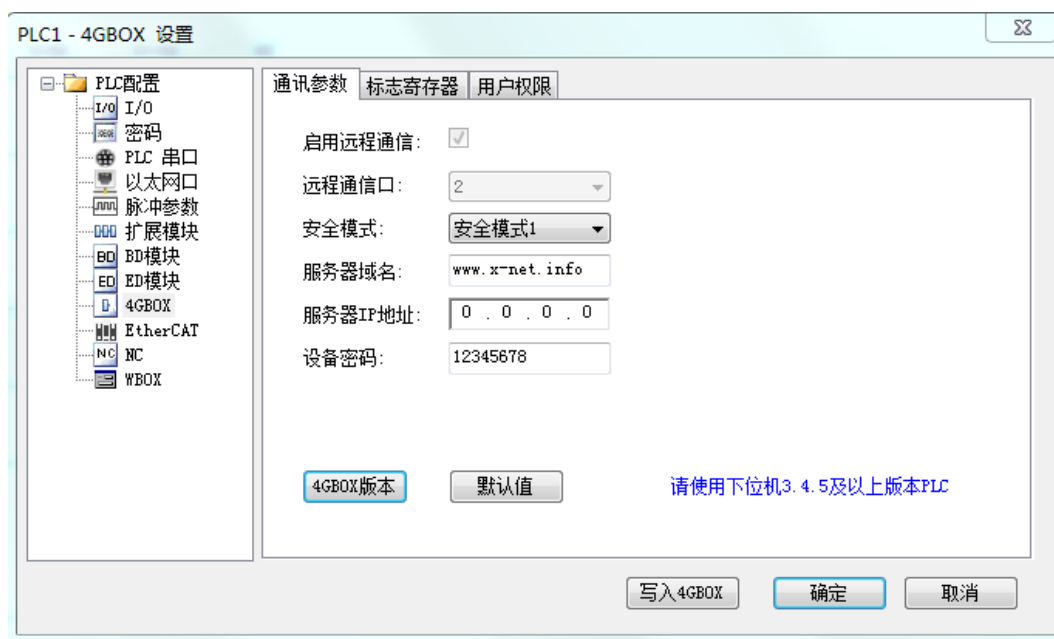 PLC1 - 4GBOX 设置
PLC配置
I/O I/O
密码
PLC 串口
以太网口
脉冲参数
扩展模块
BD BD模块
ED ED模块
4GBOX
EtherCAT
NC NC
WBOX
通讯参数 标志寄存器 用户权限
启用远程通信:
远程通信口: 2
安全模式: 安全模式1
服务器域名: www.x-net.info
服务器IP地址: 0 . 0 . 0 . 0
设备密码: 12345678
4GBOX版本 默认值 请使用下位机3.4.5及以上版本PLC
写入4GBOX 确定 取消